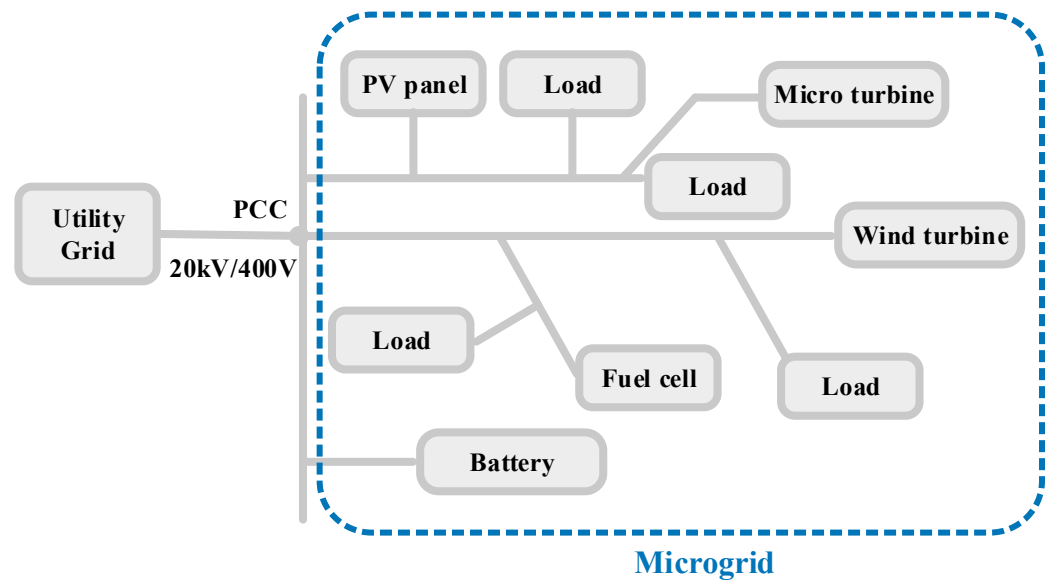 PV panel
Load
Micro turbine
Load
Utility
Grid
PCC
20kV/400V
Wind turbine
Load
Fuel cell
Load
Battery
Microgrid